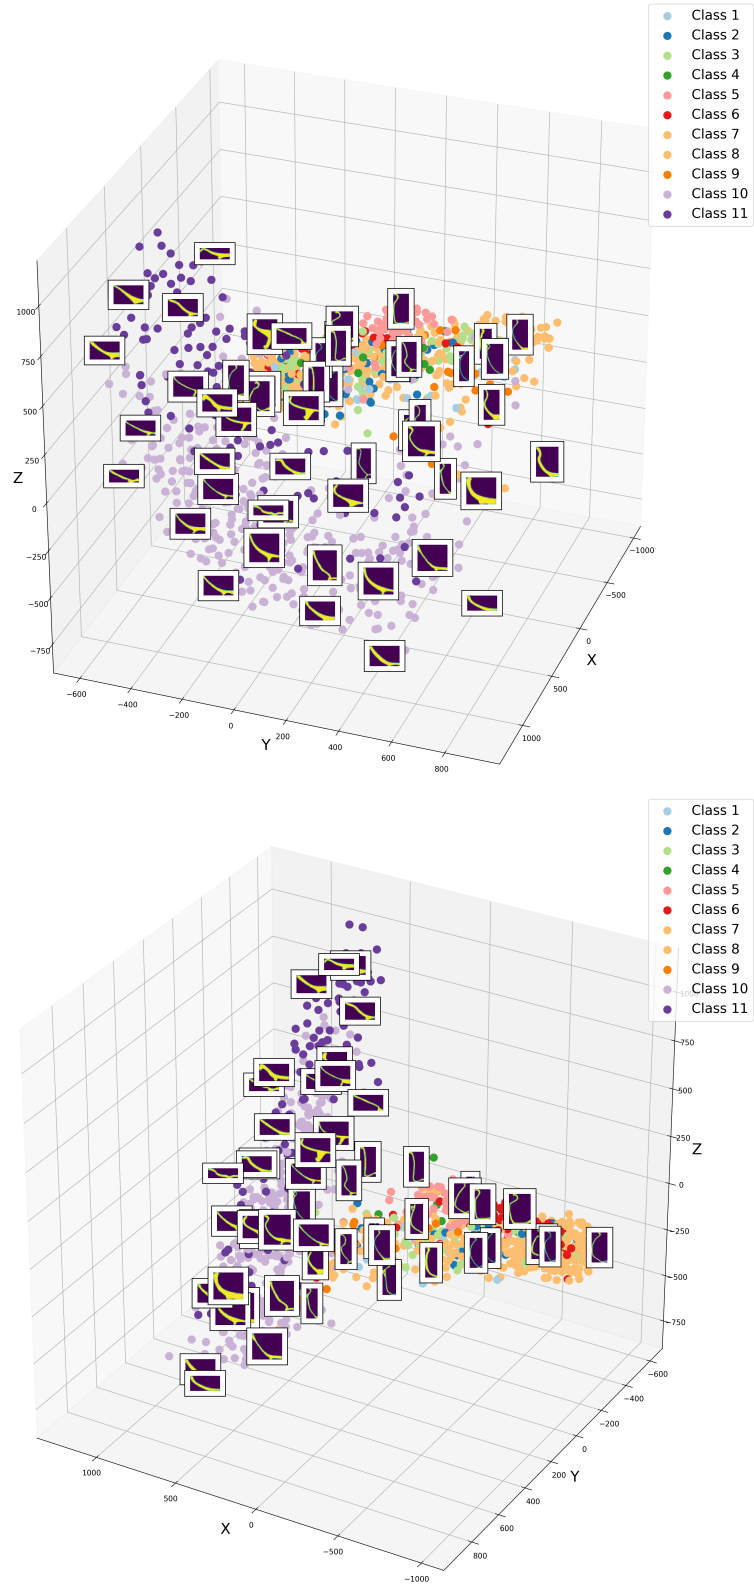 Class 1
Class 2
Class 3
Class 4
Class 5
Class 6
Class 7
Class 8
Class 9
Class 10
Class 11
1000
750
500
250
0
−250
−500
−750
Z
−600
−400
−200
0
200
400
600
800
Y
−1000
−500
0
500
1000
X
Class 1
Class 2
Class 3
Class 4
Class 5
Class 6
Class 7
Class 8
Class 9
Class 10
Class 11
1000
750
500
250
0
−250
−500
−750
Z
−600
−400
−200
0
200
400
600
800
Y
1000
500
0
−500
−1000
X